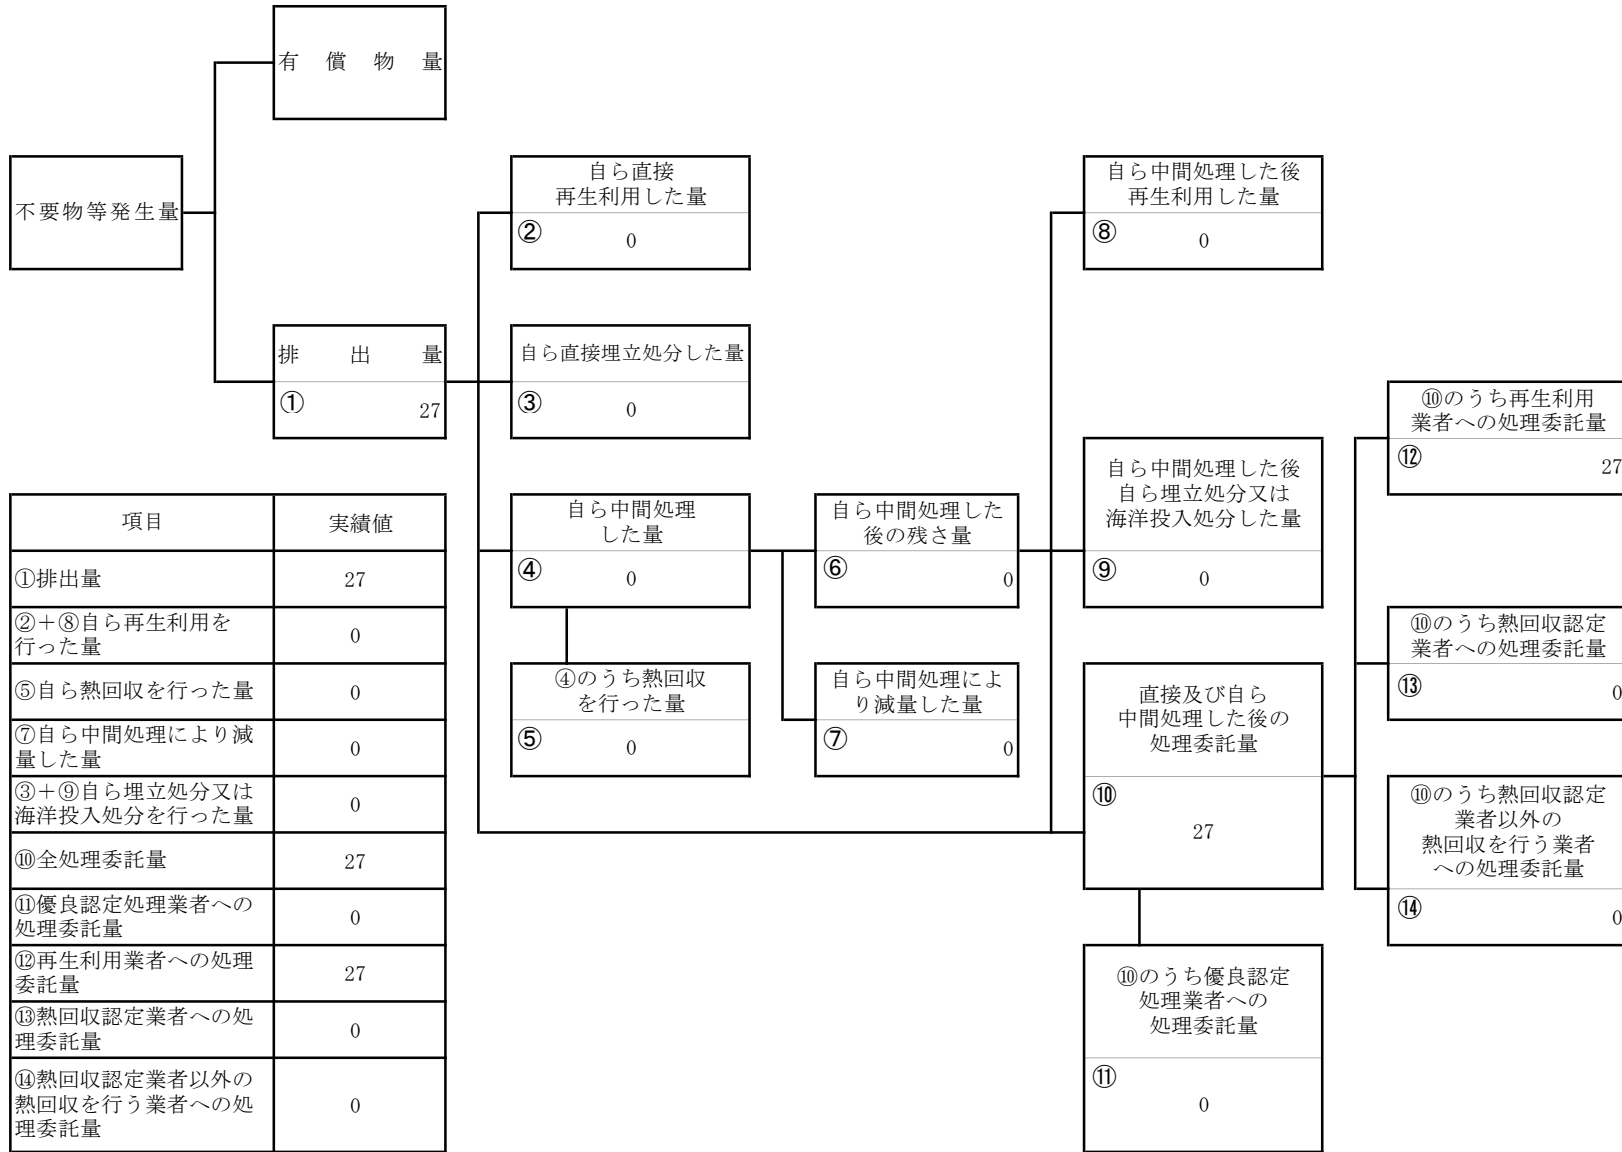 有償物量
不要物等発生量
自ら直接
再生利用した量
②
0
自ら中間処理した後
再生利用した量
⑧
0
排出量
①
27
自ら直接埋立処分した量
③
0
⑩のうち再生利用
業者への処理委託量
⑫
27
自ら中間処理した後
自ら埋立処分又は
海洋投入処分した量
⑨
0
自ら中間処理
した量
④
0
自ら中間処理した
後の残さ量
⑥
0
⑩のうち熱回収認定
業者への処理委託量
⑬
0
④のうち熱回収
を行った量
⑤
0
自ら中間処理によ
り減量した量
⑦
0
直接及び自ら
中間処理した後の
処理委託量
⑩
27
⑩のうち熱回収認定
業者以外の
熱回収を行う業者
への処理委託量
⑭
0
⑩のうち優良認定
処理業者への
処理委託量
⑪
0
項目 実績値
①排出量 27
②＋⑧自ら再生利用を
行った量 0
⑤自ら熱回収を行った量 0
⑦自ら中間処理により減
量した量 0
③＋⑨自ら埋立処分又は
海洋投入処分を行った量 0
⑩全処理委託量 27
⑪優良認定処理業者への
処理委託量 0
⑫再生利用業者への処理
委託量 27
⑬熱回収認定業者への処
理委託量 0
⑭熱回収認定業者以外の
熱回収を行う業者への処
理委託量 0